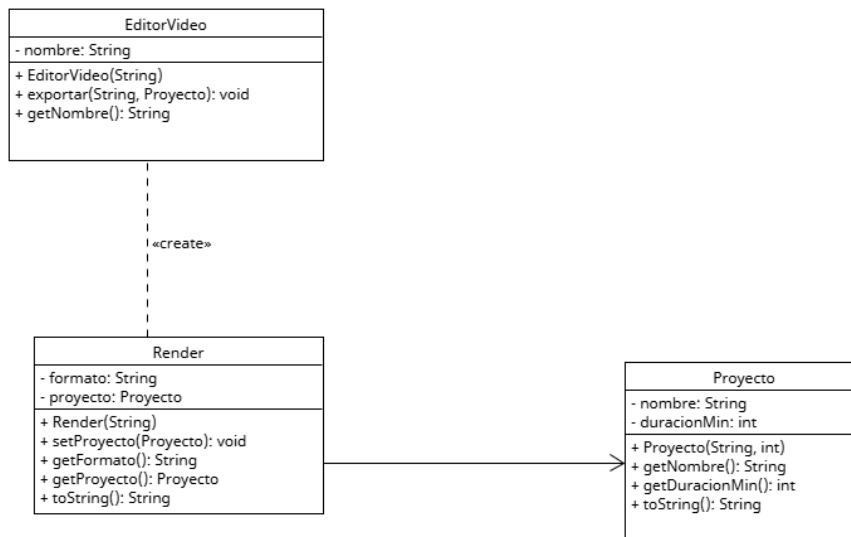 EditorVideo
- nombre: String
+ EditorVideo(String)
+ exportar(String, Proyecto): void
+ getNombre(): String
«create»
Render
- formato: String
- proyecto: Proyecto
+ Render(String)
+ setProyecto(Proyecto): void
+ getFormato(): String
+ getProyecto(): Proyecto
+ toString(): String
Proyecto
- nombre: String
- duracionMin: int
+ Proyecto(String, int)
+ getNombre(): String
+ getDuracionMin(): int
+ toString(): String